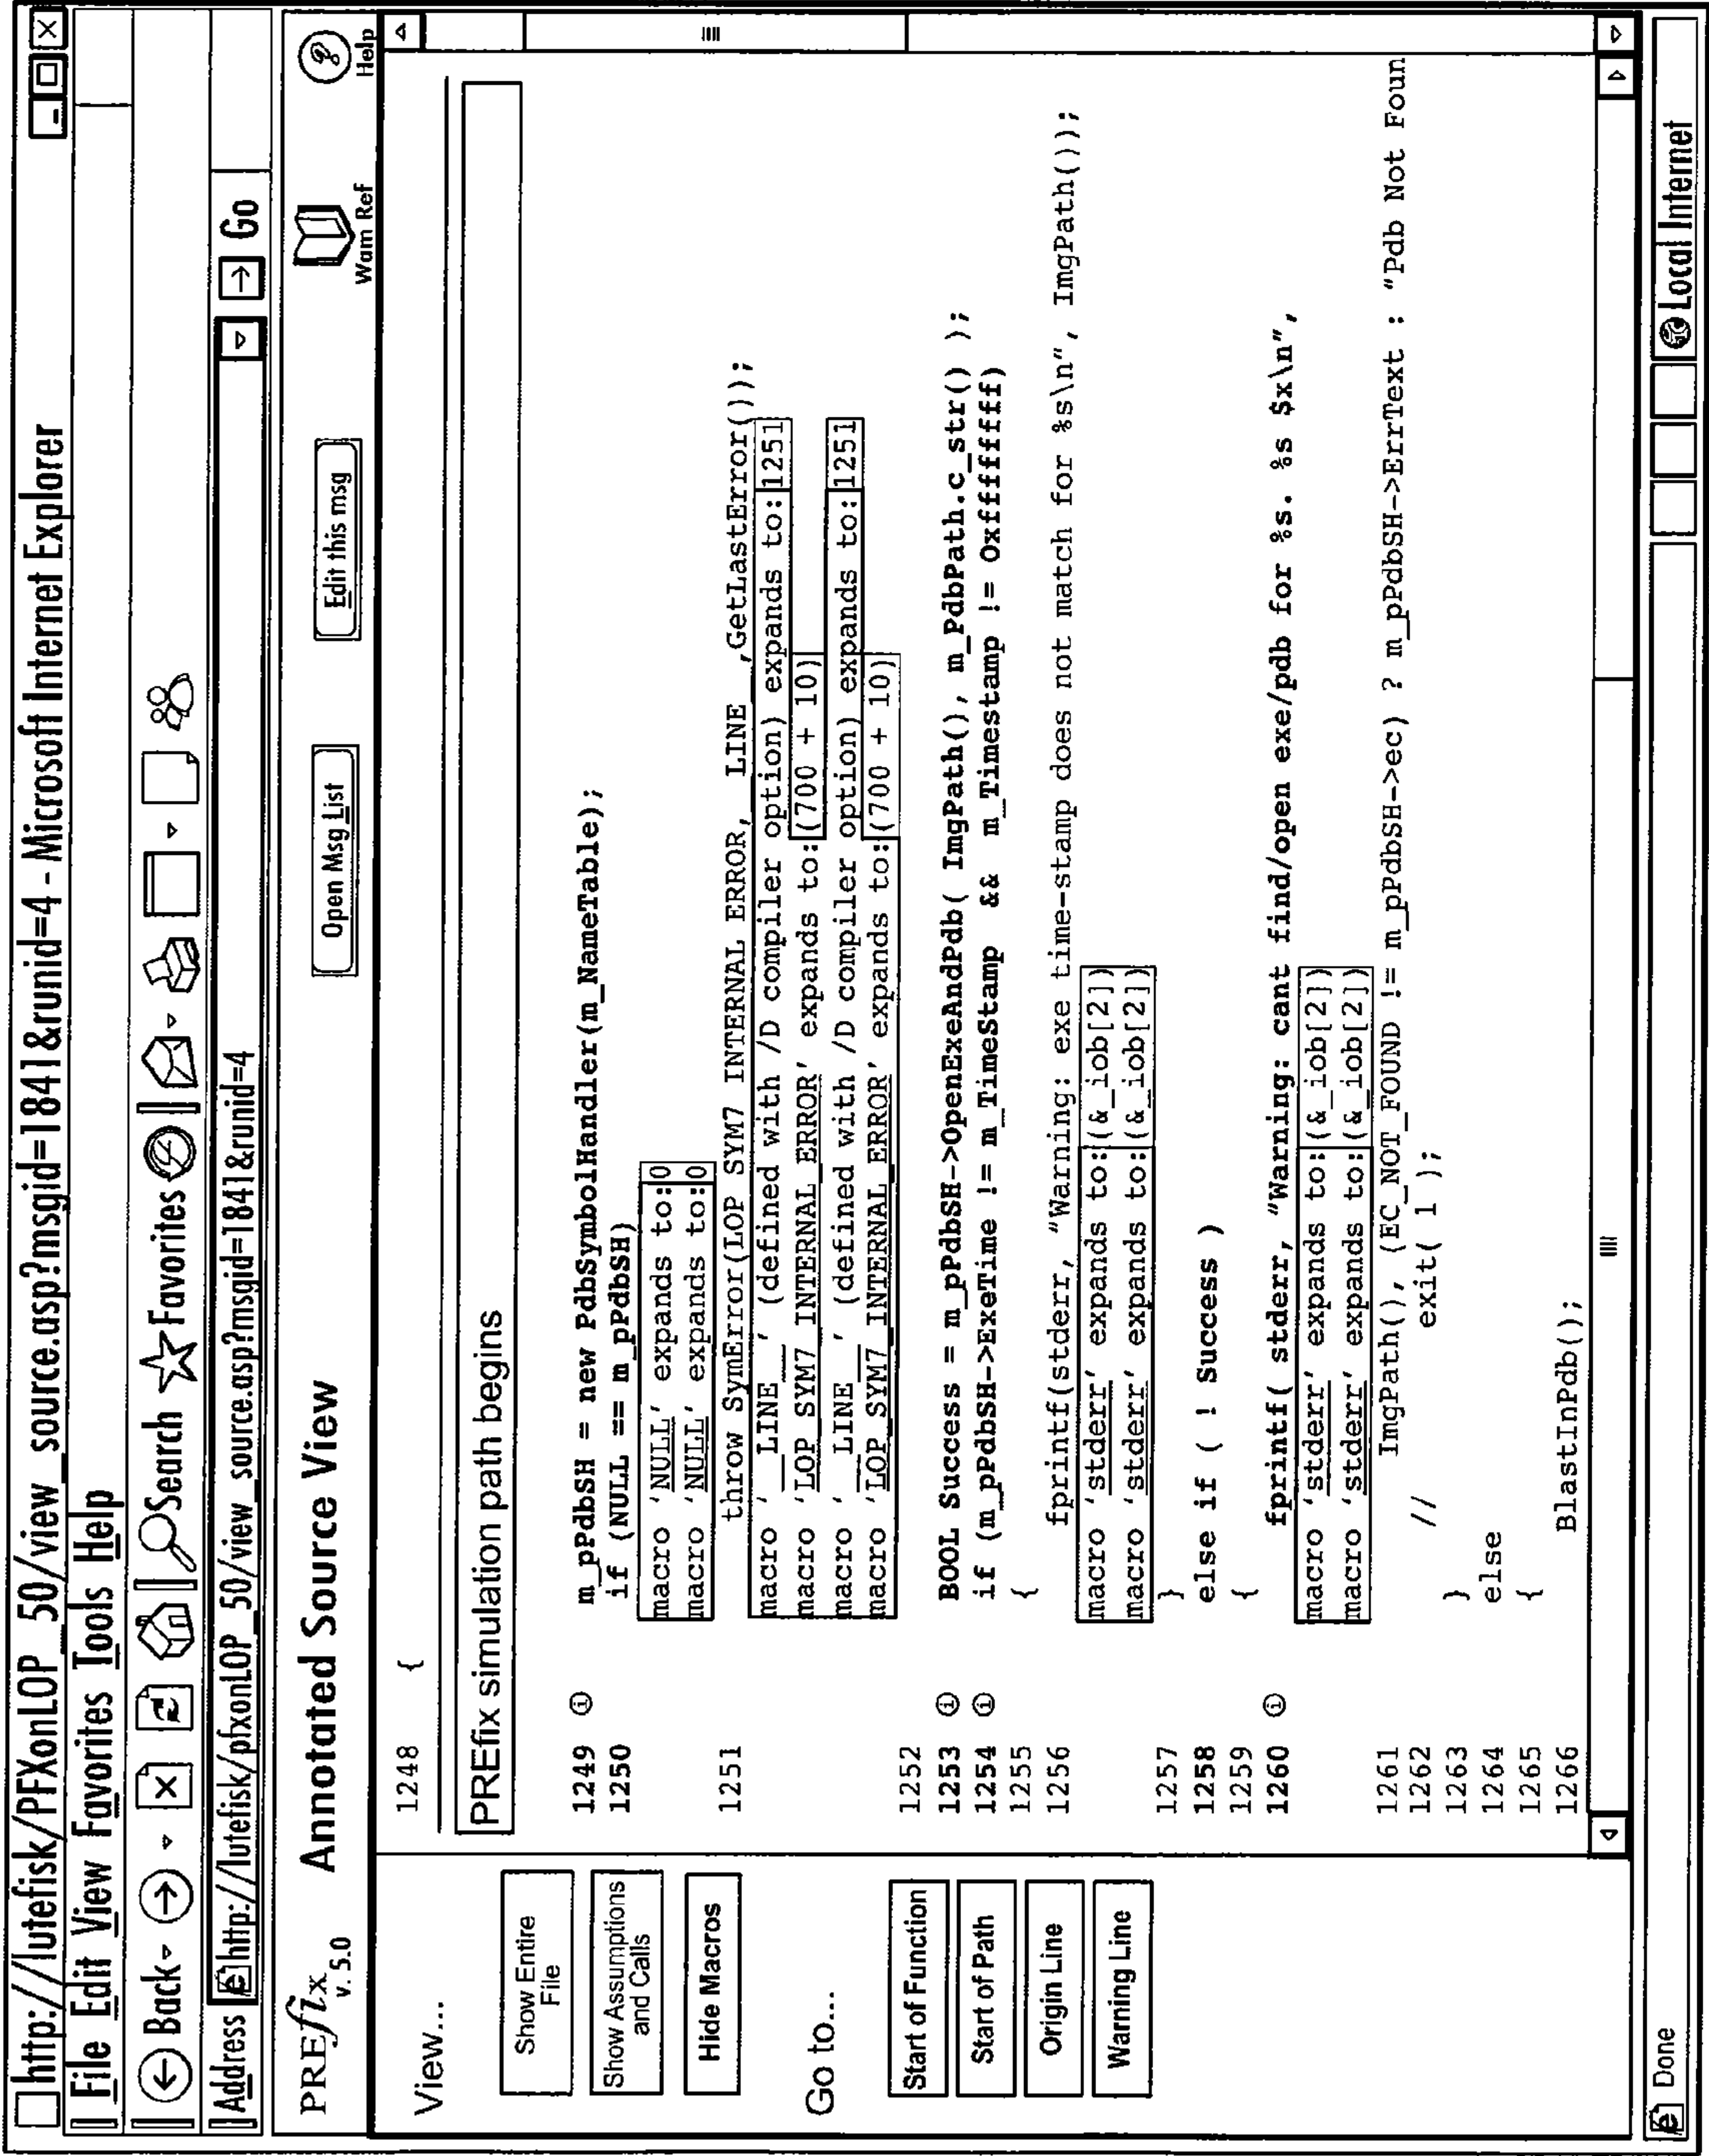 http://lutefisk/PFXonLOP_50/view_source.asp?msgid=1841&runid=4 - Microsoft Internet Explorer
File Edit View Favorites Tools Help
Back Search Favorites
Address http://lutefisk/pfxonLOP_50/view_source.asp?msgid=1841&runid=4 Go
PREfix v. 5.0 Annotated Source View Open Msg List Edit this msg Warn Ref Help
View...
Show Entire File
Show Assumptions and Calls
Hide Macros
Go to...
Start of Function
Start of Path
Origin Line
Warning Line
1248 {
PREfix simulation path begins
1249 m_pPdbSH = new PdbSymbolHandler(m_NameTable);
1250 if (NULL == m_pPdbSH)
macro 'NULL' expands to:0
macro 'NULL' expands to:0
1251 throw SymError(LOP SYM7 INTERNAL ERROR, LINE ,GetLastError());
macro '__LINE__' (defined with /D compiler option) expands to:1251
macro 'LOP_SYM7_INTERNAL_ERROR' expands to:(700 + 10)
macro '__LINE__' (defined with /D compiler option) expands to:1251
macro 'LOP_SYM7_INTERNAL_ERROR' expands to:(700 + 10)
1252
1253 BOOL Success = m_pPdbSH->OpenExeAndPdb( ImgPath(), m_PdbPath.c_str() );
1254 if (m_pPdbSH->ExeTime != m_TimeStamp && m_Timestamp != Oxffffffff)
1255 {
1256 fprintf(stderr, "Warning: exe time-stamp does not match for %s\n", ImgPath());
macro 'stderr' expands to:(&_iob[2])
macro 'stderr' expands to:(&_iob[2])
1257 }
1258 else if ( ! Success )
1259 {
1260 fprintf( stderr, "Warning: cant find/open exe/pdb for %s. %s $x\n",
macro 'stderr' expands to:(&_iob[2])
macro 'stderr' expands to:(&_iob[2])
1261 ImgPath(), (EC_NOT_FOUND != m_pPdbSH->ec) ? m_pPdbSH->ErrText : "Pdb Not Foun
1262 // exit( 1 );
1263 }
1264 else
1265 {
1266 BlastInPdb();
Done Local Internet